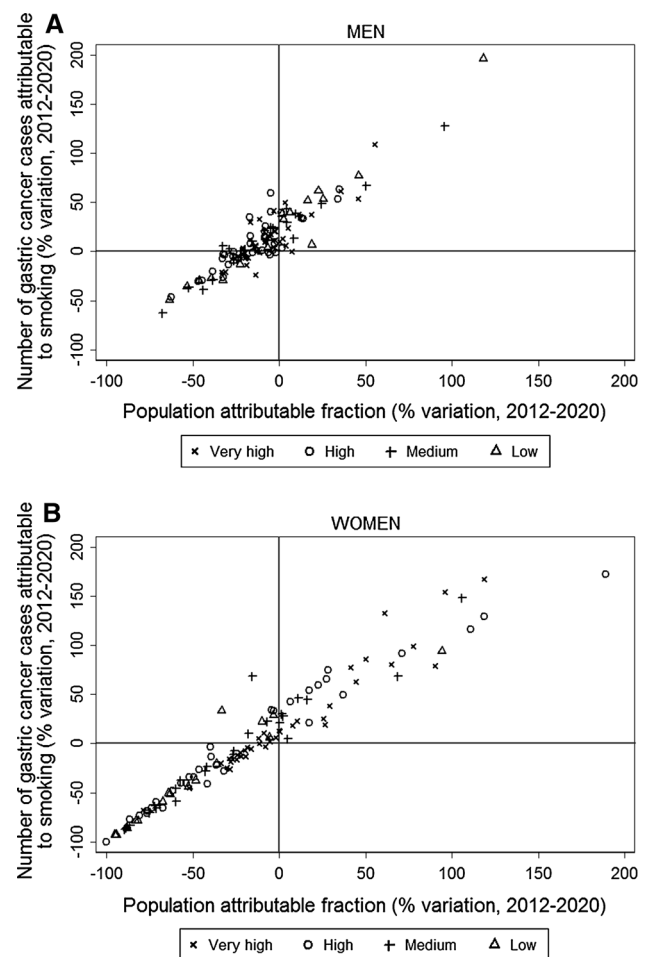 A
MEN
Number of gastric cancer cases attributable
to smoking (% variation, 2012-2020)
200
150
100
50
0
-50
-100
-100 -50 0 50 100 150 200
Population attributable fraction (% variation, 2012-2020)
× Very high o High + Medium △ Low
B
WOMEN
Number of gastric cancer cases attributable
to smoking (% variation, 2012-2020)
200
150
100
50
0
-50
-100
-100 -50 0 50 100 150 200
Population attributable fraction (% variation, 2012-2020)
× Very high o High + Medium △ Low